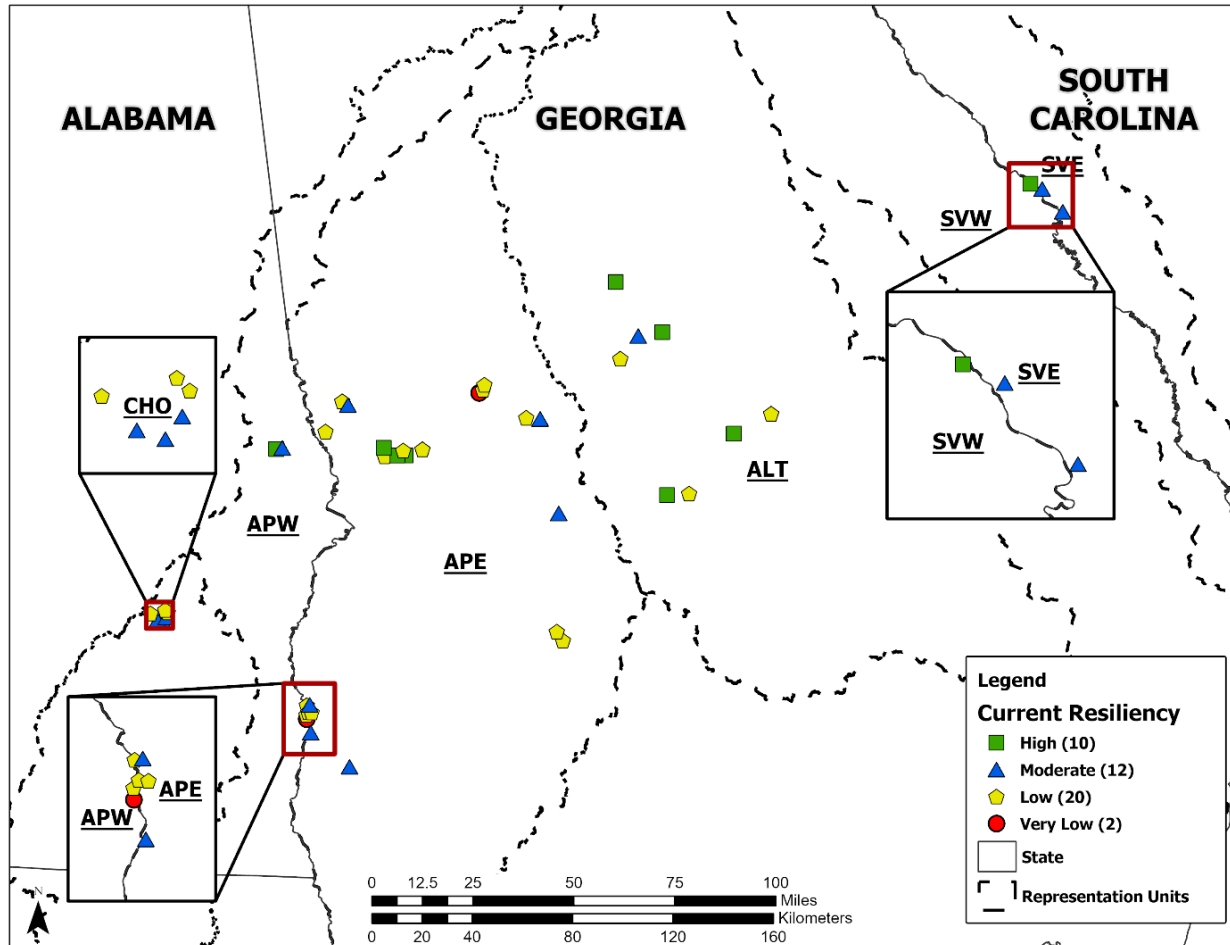 ALABAMA
GEORGIA
SOUTH
CAROLINA
SVE
SVW
CHO
SVE
SVW
APW
ALT
APE
APE
APW
Legend
Current Resiliency
High (10)
Moderate (12)
Low (20)
Very Low (2)
State
Representation Units
N
0 12.5 25 50 75 100
Miles
Kilometers
0 20 40 80 120 160